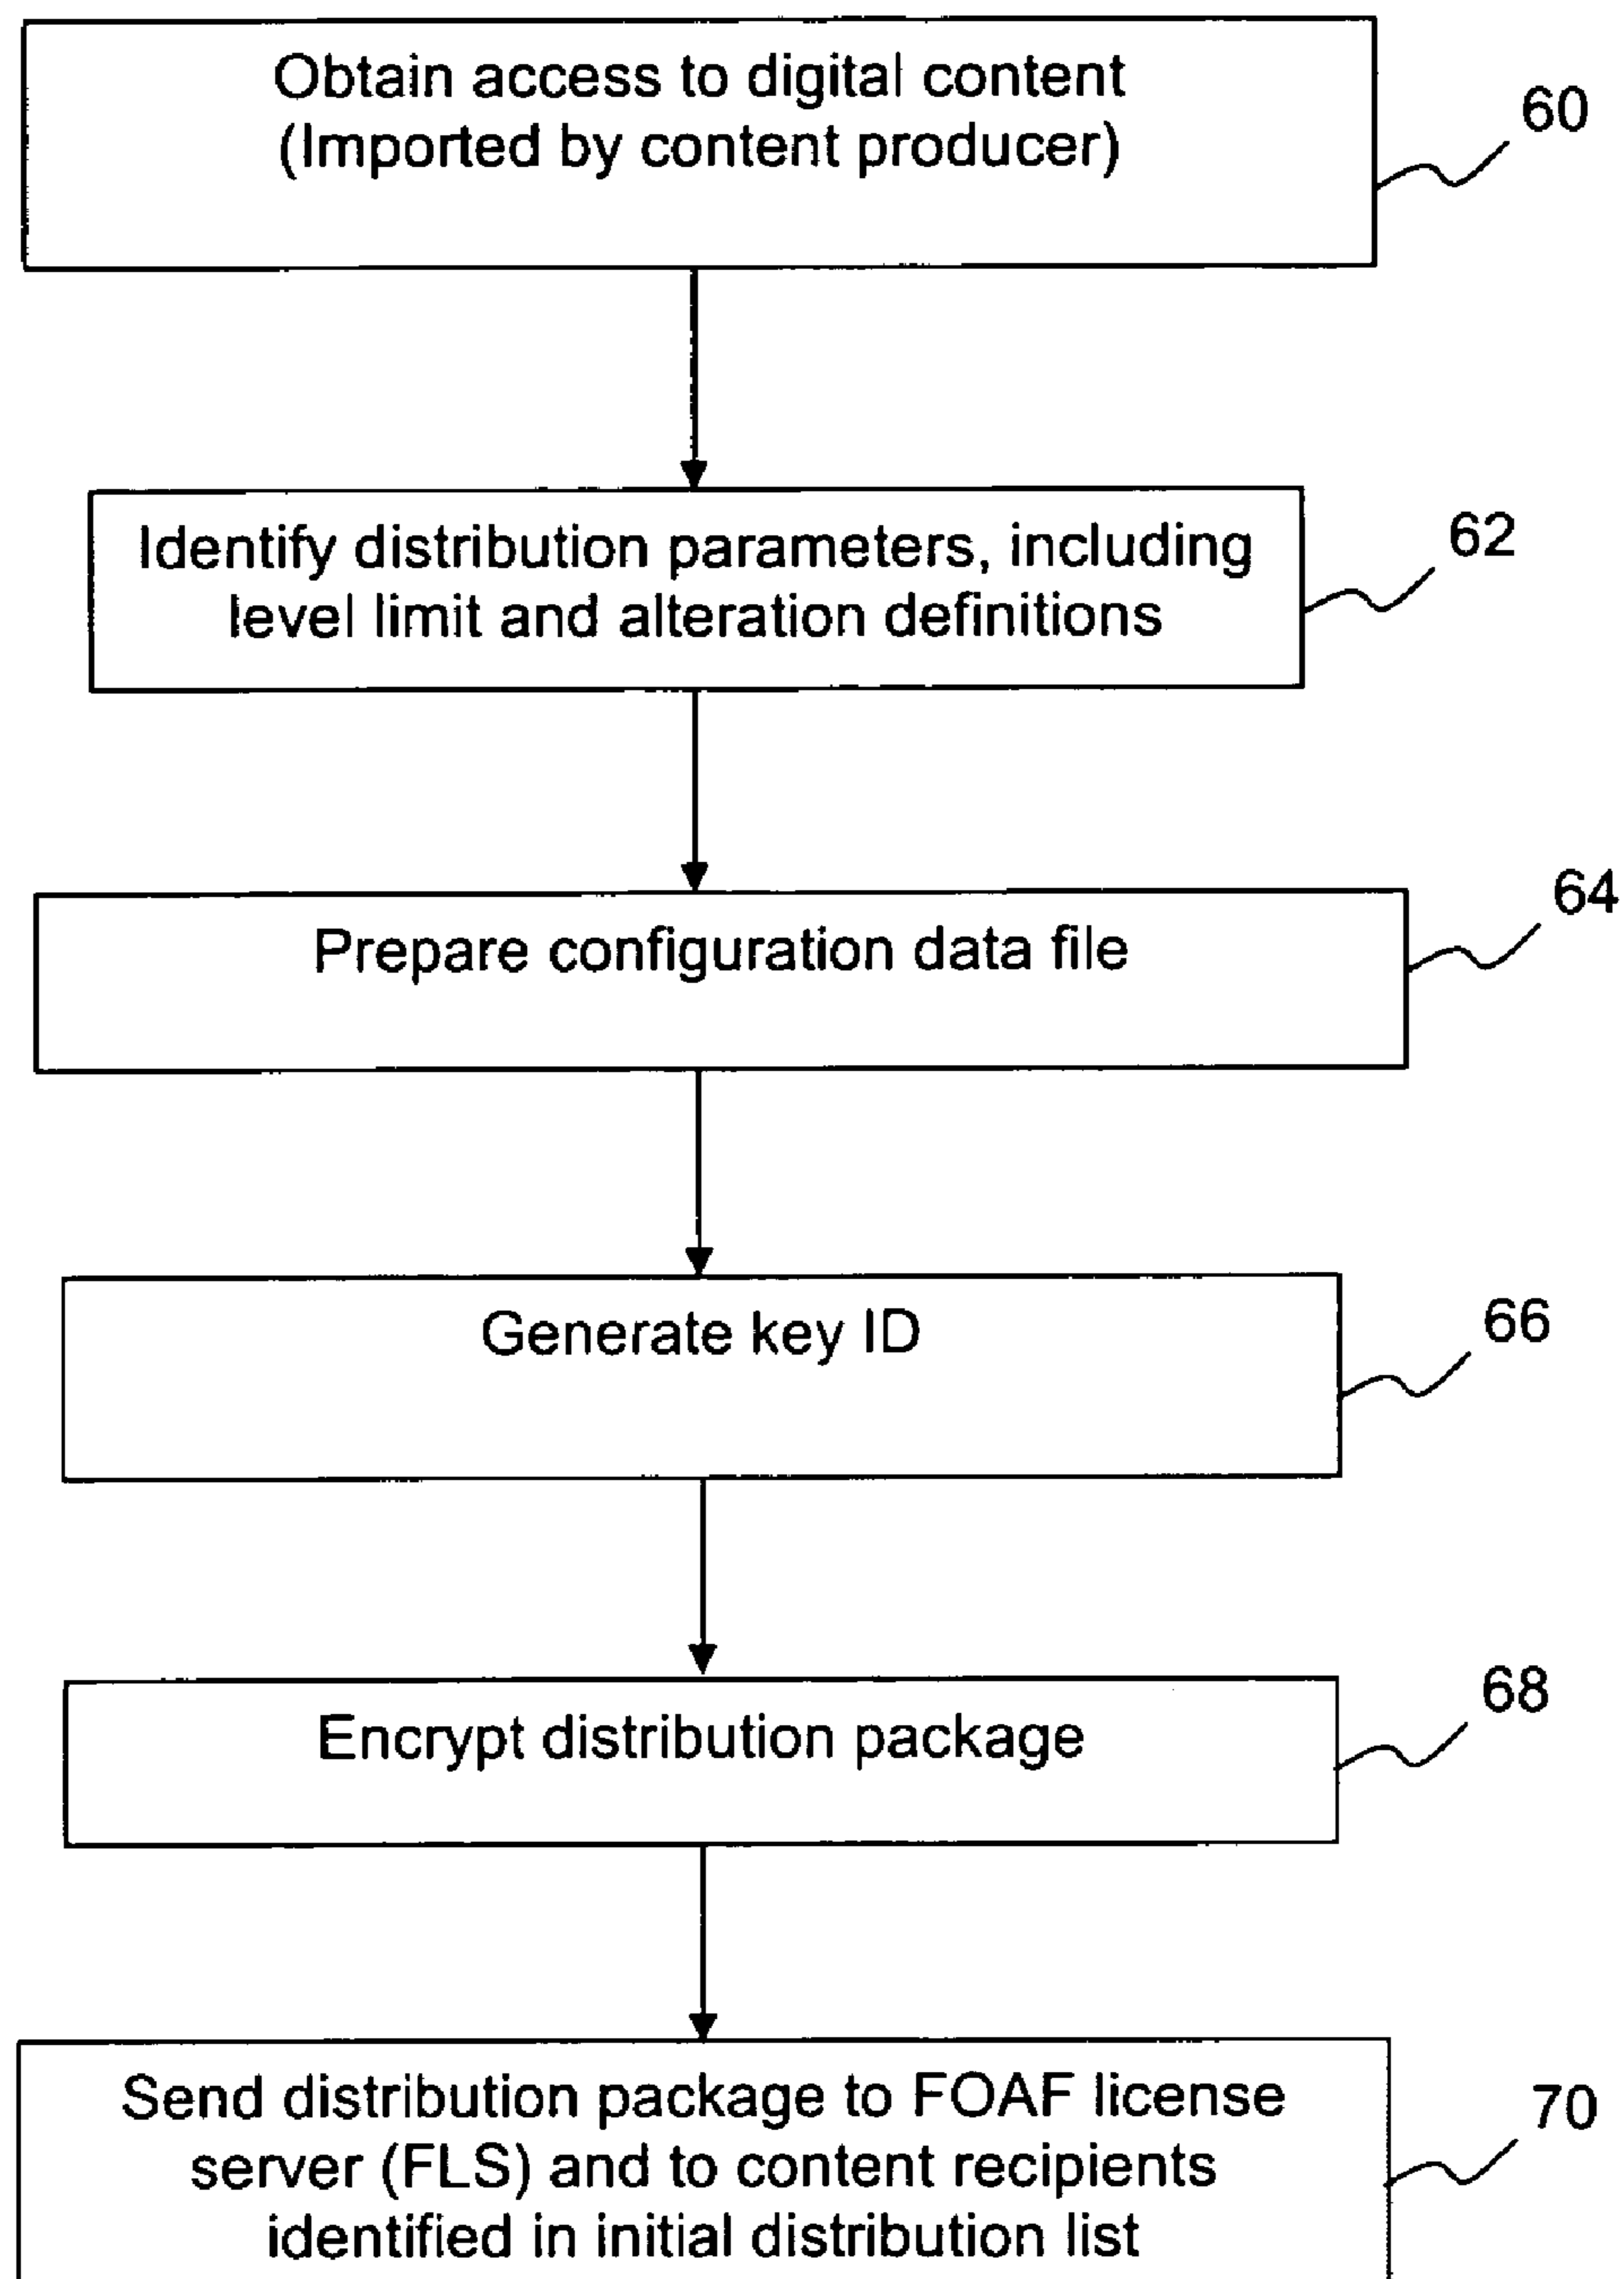 Obtain access to digital content
(Imported by content producer)
60
Identify distribution parameters, including
level limit and alteration definitions
62
Prepare configuration data file
64
Generate key ID
66
Encrypt distribution package
68
Send distribution package to FOAF license
server (FLS) and to content recipients
identified in initial distribution list
70